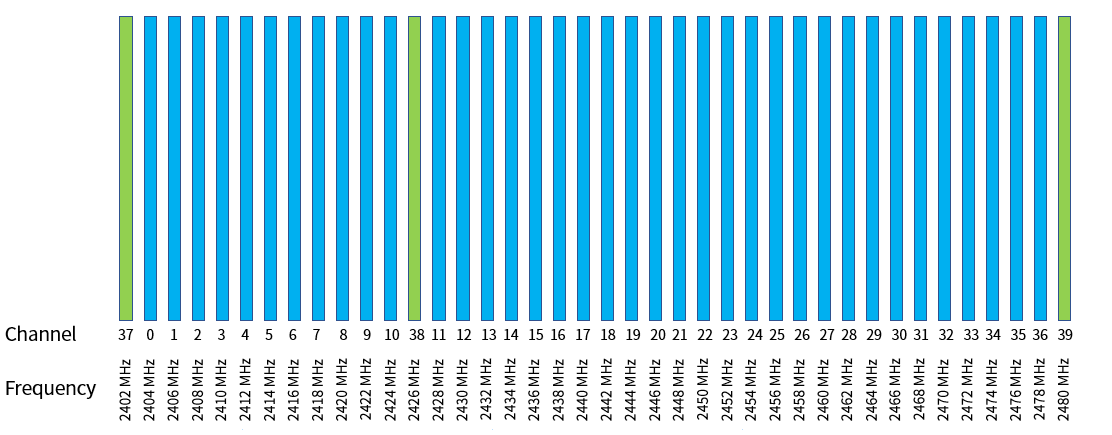 Channel 37 0 1 2 3 4 5 6 7 8 9 10 38 11 12 13 14 15 16 17 18 19 20 21 22 23 24 25 26 27 28 29 30 31 32 33 34 35 36 39
Frequency 2402 MHz 2404 MHz 2406 MHz 2408 MHz 2410 MHz 2412 MHz 2414 MHz 2416 MHz 2418 MHz 2420 MHz 2422 MHz 2424 MHz 2426 MHz 2428 MHz 2430 MHz 2432 MHz 2434 MHz 2436 MHz 2438 MHz 2440 MHz 2442 MHz 2444 MHz 2446 MHz 2448 MHz 2450 MHz 2452 MHz 2454 MHz 2456 MHz 2458 MHz 2460 MHz 2462 MHz 2464 MHz 2466 MHz 2468 MHz 2470 MHz 2472 MHz 2474 MHz 2476 MHz 2478 MHz 2480 MHz